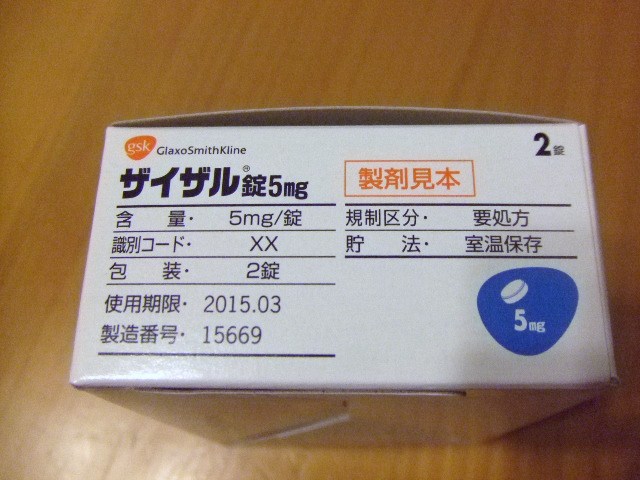 gsk GlaxoSmithKline
2錠
ザイザル®錠5mg
製剤見本
含量・ 5mg/錠
識別コード・ XX
包装・ 2錠
使用期限・ 2015.03
製造番号・ 15669
規制区分・ 要処方
貯法・ 室温保存
5mg